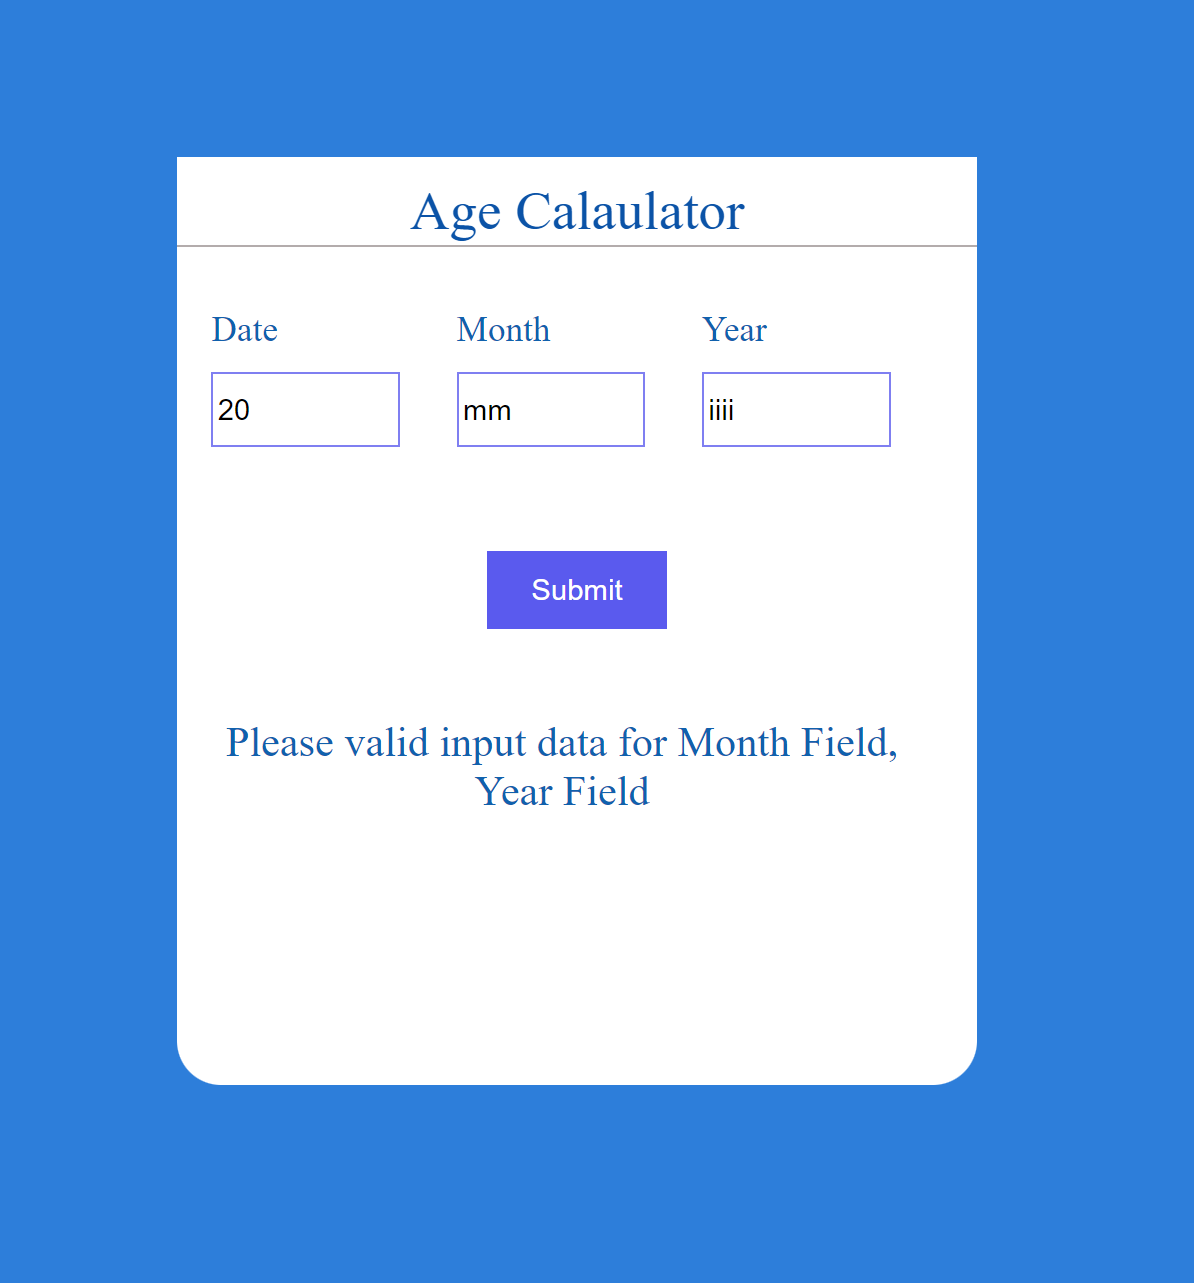 Age Calaulator
Date Month Year
20 mm iiii
Submit
Please valid input data for Month Field,
Year Field